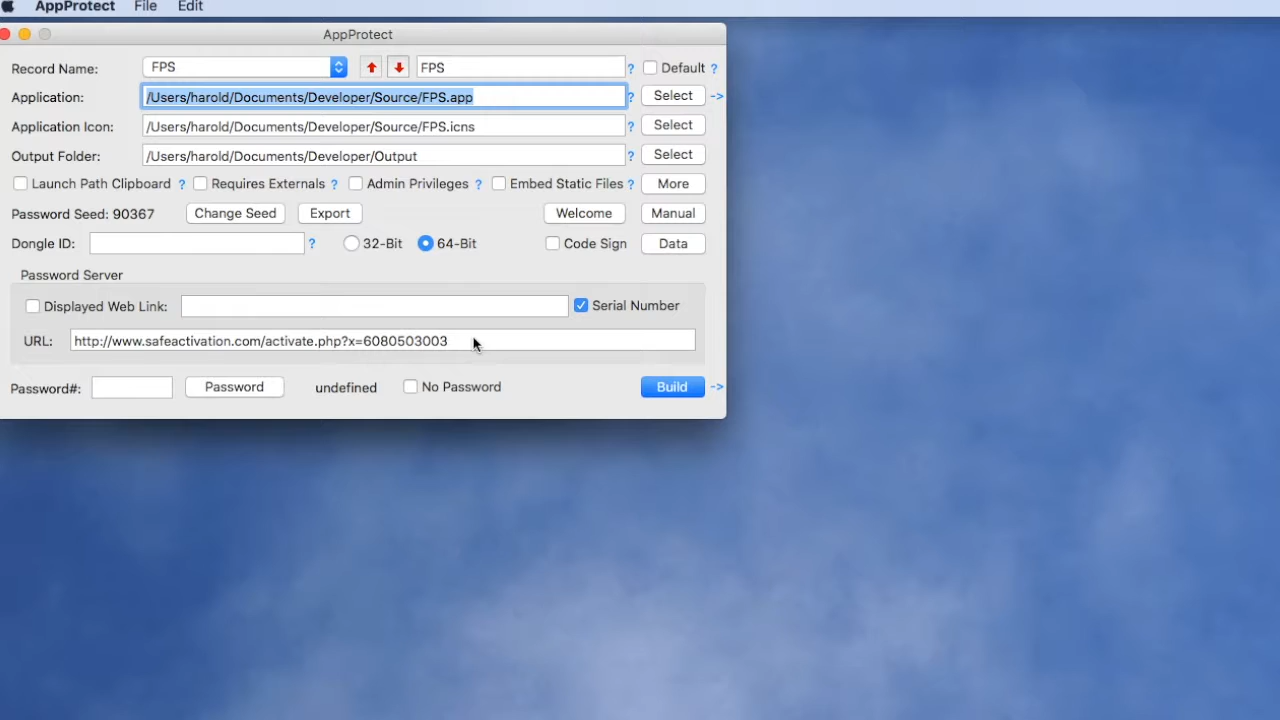 AppProtect File Edit
AppProtect
Record Name: FPS FPS ? Default ?
Application: /Users/harold/Documents/Developer/Source/FPS.app ? Select ->
Application Icon: /Users/harold/Documents/Developer/Source/FPS.icns ? Select
Output Folder: /Users/harold/Documents/Developer/Output ? Select
Launch Path Clipboard ? Requires Externals ? Admin Privileges ? Embed Static Files ? More
Password Seed: 90367 Change Seed Export Welcome Manual
Dongle ID: ? 32-Bit 64-Bit Code Sign Data
Password Server
Displayed Web Link: Serial Number
URL: http://www.safeactivation.com/activate.php?x=6080503003
Password#: Password undefined No Password Build ->